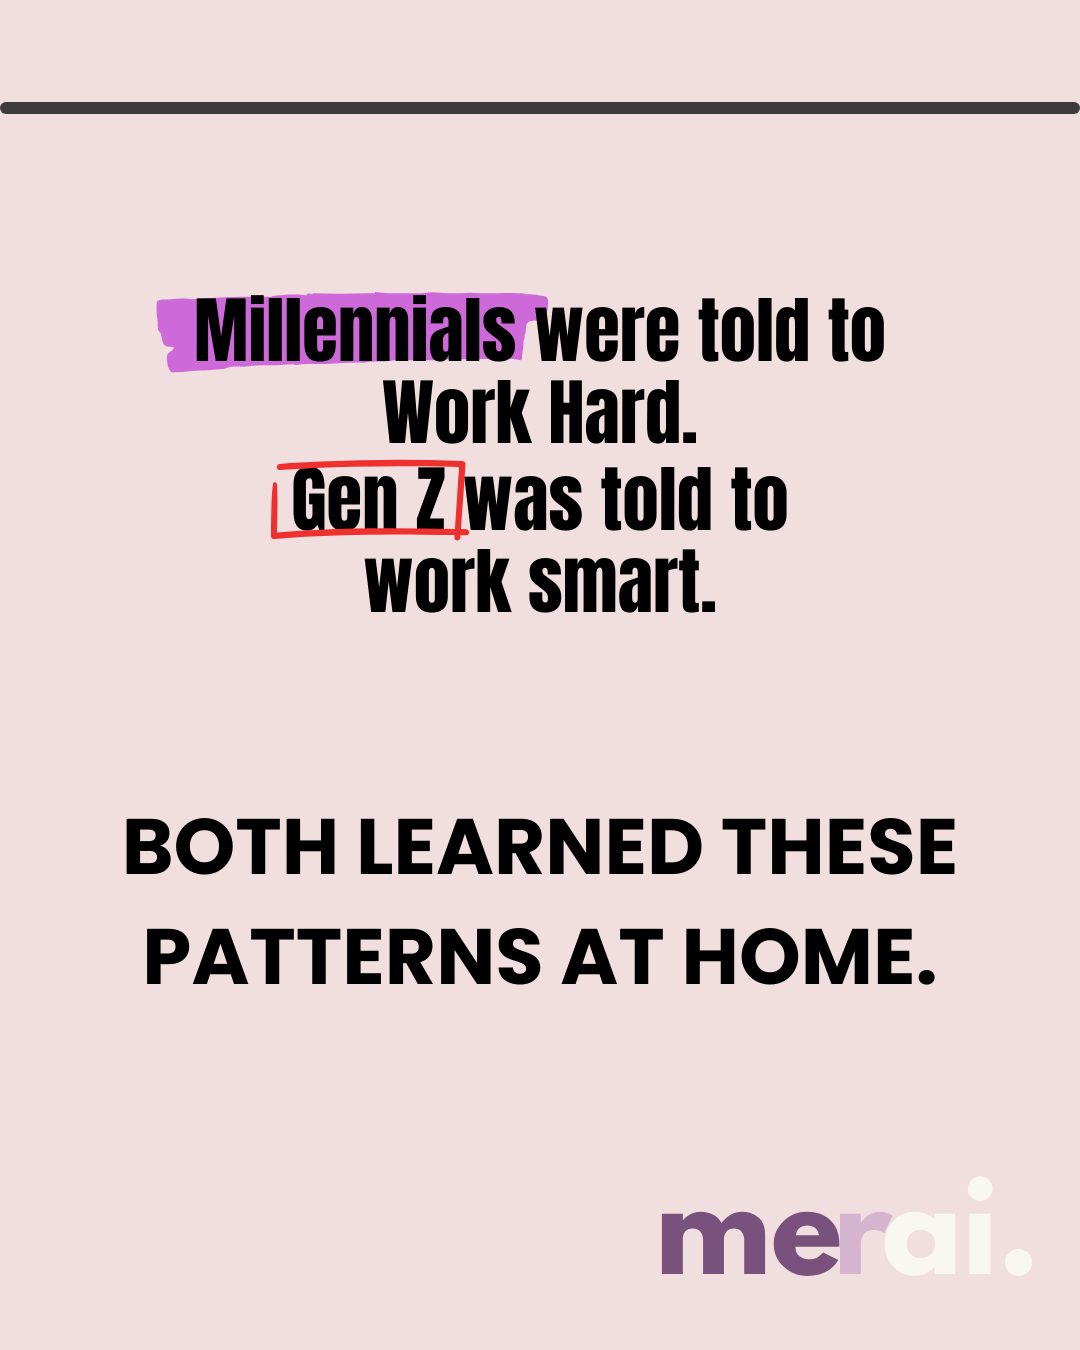 Millennials were told to
Work Hard.
Gen Z was told to
work smart.
BOTH LEARNED THESE
PATTERNS AT HOME.
merai.